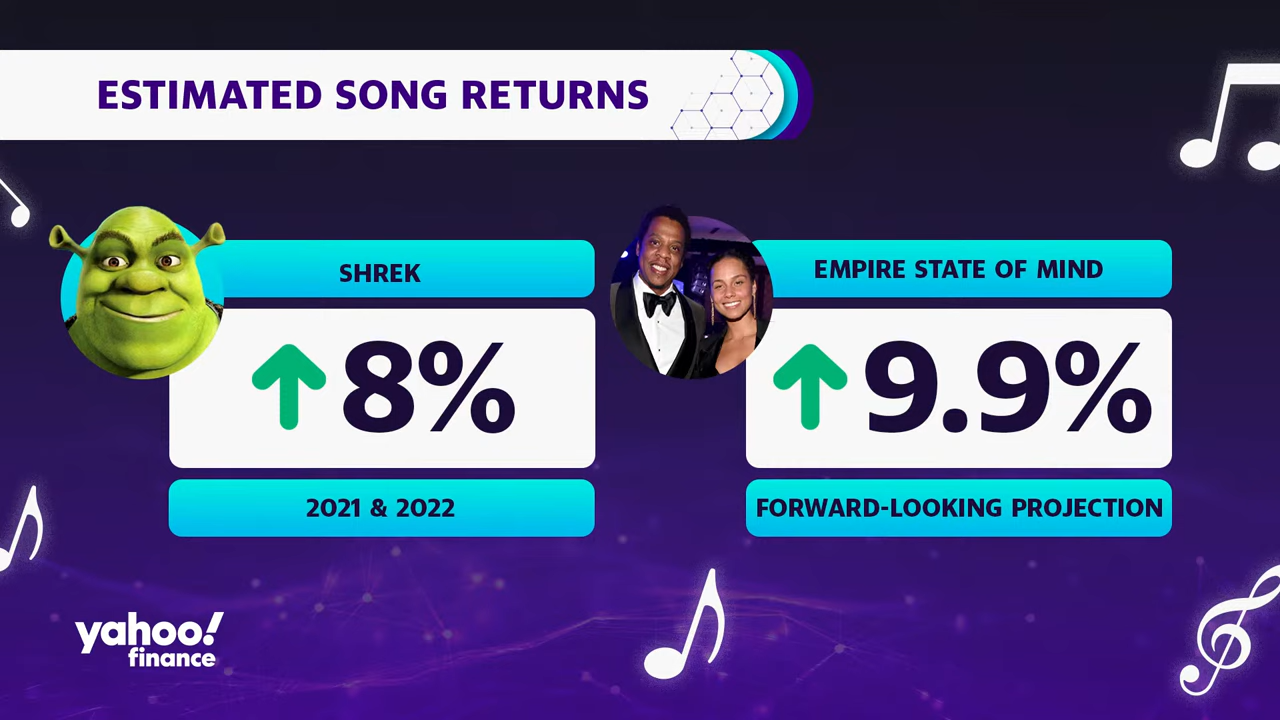 ESTIMATED SONG RETURNS
SHREK
8%
2021 & 2022
EMPIRE STATE OF MIND
9.9%
FORWARD-LOOKING PROJECTION
yahoo!
finance